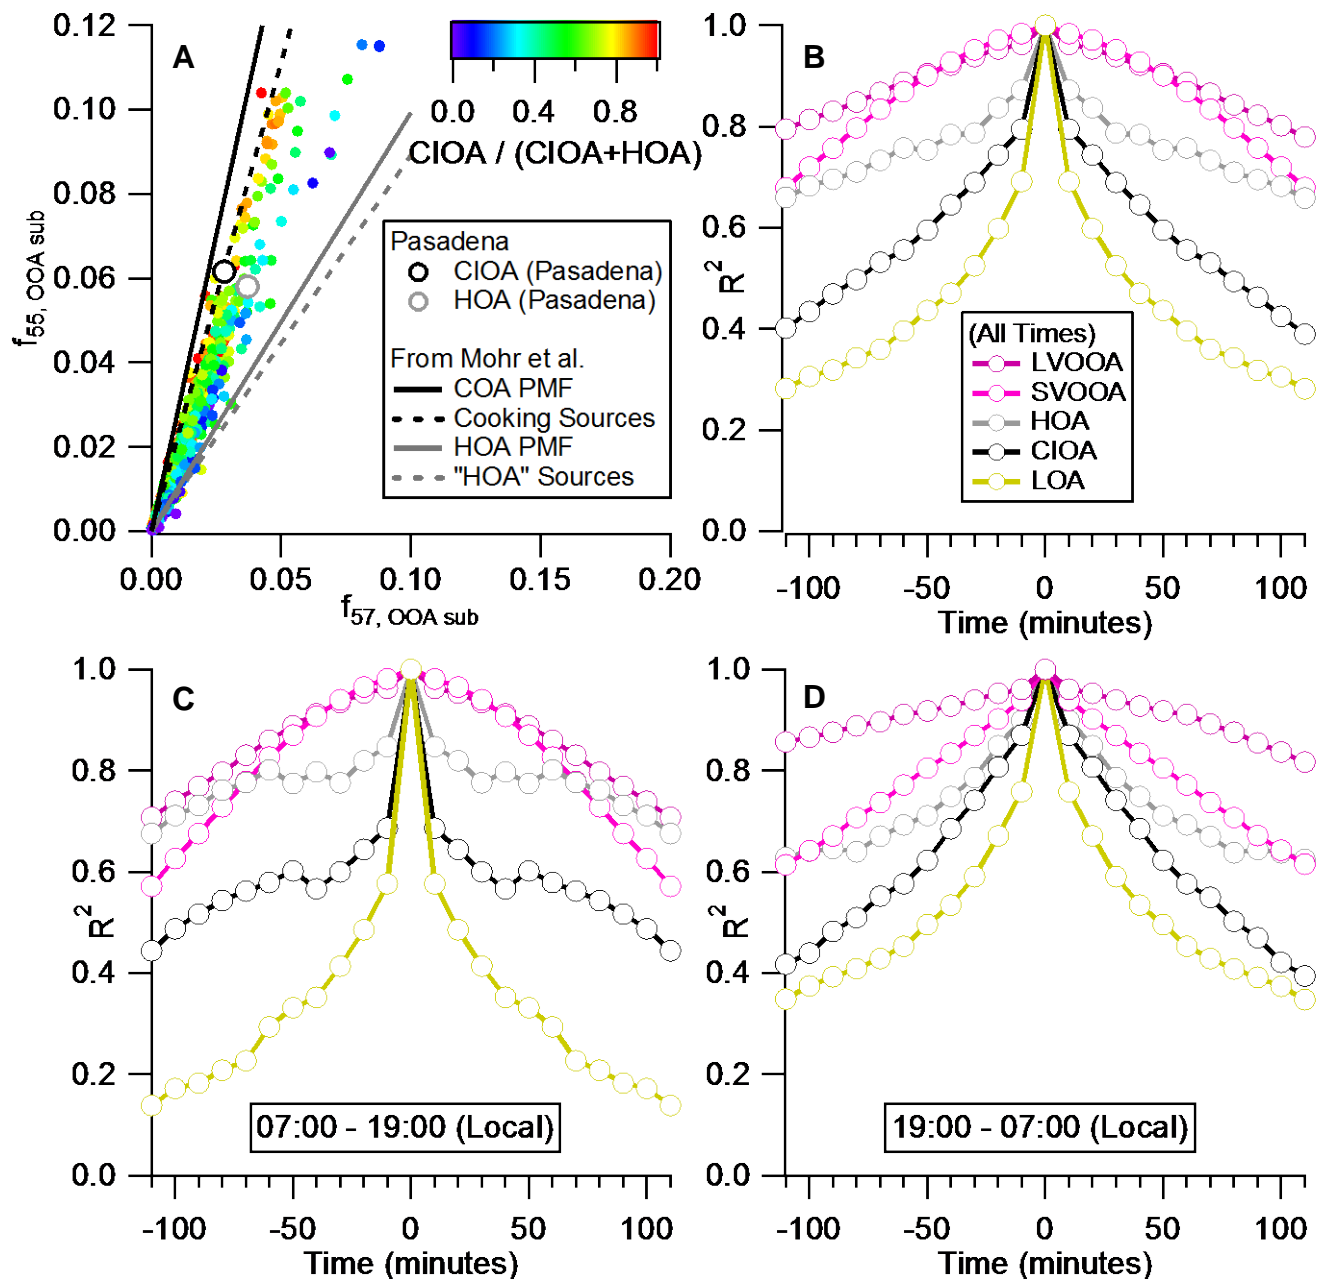 A
0.12
0.10
0.08
0.06
0.04
0.02
0.00
f55, OOA sub
0.00 0.05 0.10 0.15 0.20
f57, OOA sub
0.0 0.4 0.8
CIOA / (CIOA+HOA)
Pasadena
CIOA (Pasadena)
HOA (Pasadena)
From Mohr et al.
COA PMF
Cooking Sources
HOA PMF
"HOA" Sources
B
1.0
0.8
0.6
0.4
0.2
0.0
R2
(All Times)
LVOOA
SVOOA
HOA
CIOA
LOA
-100 -50 0 50 100
Time (minutes)
C
1.0
0.8
0.6
0.4
0.2
0.0
R2
07:00 - 19:00 (Local)
-100 -50 0 50 100
Time (minutes)
D
1.0
0.8
0.6
0.4
0.2
0.0
R2
19:00 - 07:00 (Local)
-100 -50 0 50 100
Time (minutes)